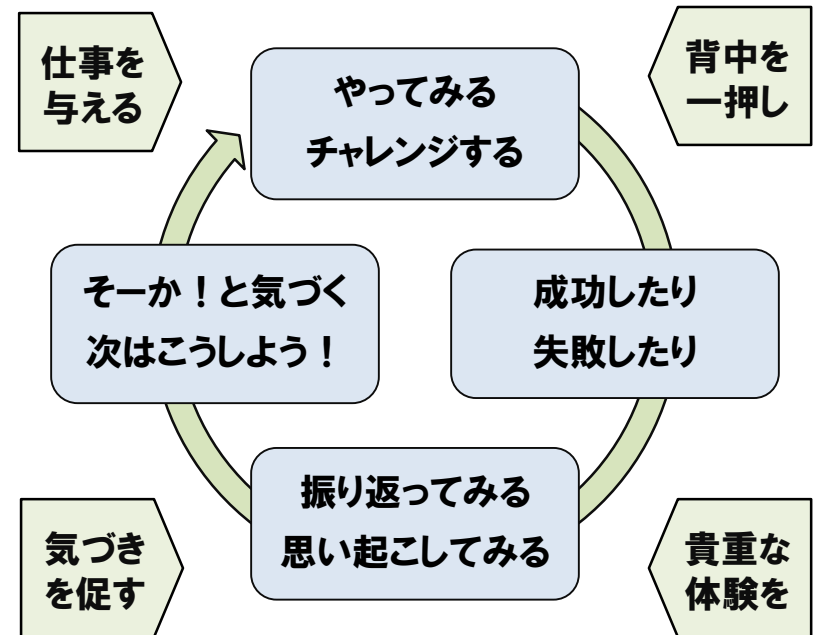 仕事を
与える
背中を
一押し
やってみる
チャレンジする
成功したり
失敗したり
振り返ってみる
思い起こしてみる
そーか！と気づく
次はこうしよう！
気づき
を促す
貴重な
体験を